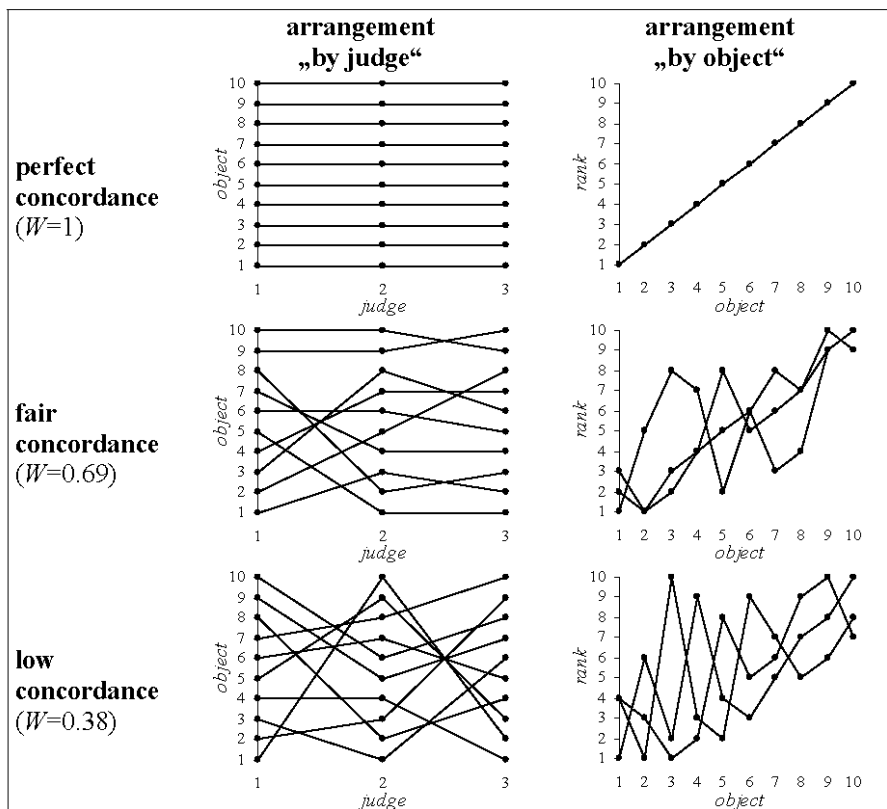 arrangement
„by judge“
arrangement
„by object“
perfect
concordance
(W=1)
object
10
9
8
7
6
5
4
3
2
1
1 2 3
judge
rank
10
9
8
7
6
5
4
3
2
1
1 2 3 4 5 6 7 8 9 10
object
fair
concordance
(W=0.69)
object
10
9
8
7
6
5
4
3
2
1
1 2 3
judge
rank
10
9
8
7
6
5
4
3
2
1
1 2 3 4 5 6 7 8 9 10
object
low
concordance
(W=0.38)
object
10
9
8
7
6
5
4
3
2
1
1 2 3
judge
rank
10
9
8
7
6
5
4
3
2
1
1 2 3 4 5 6 7 8 9 10
object